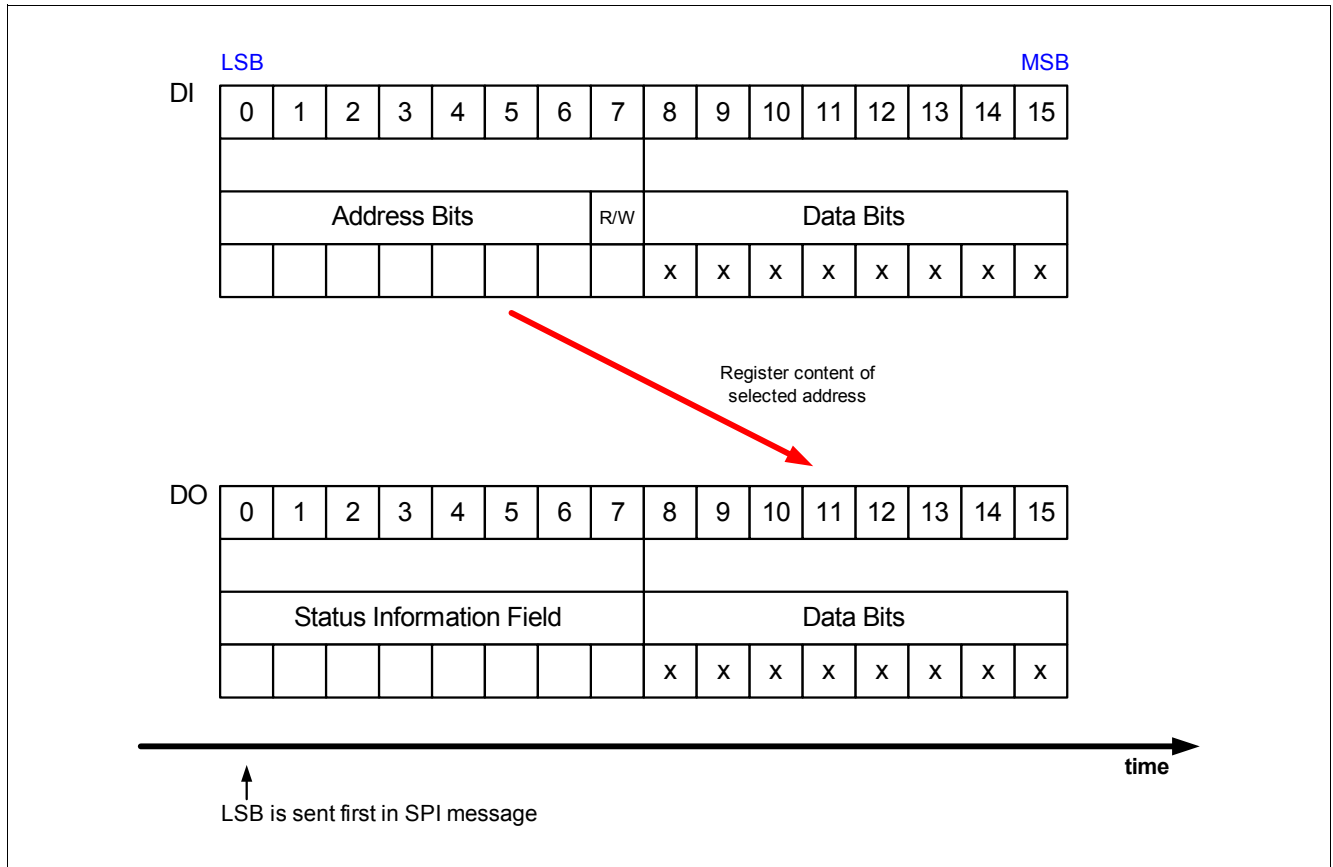 LSB MSB
DI
0 1 2 3 4 5 6 7 8 9 10 11 12 13 14 15
Address Bits R/W Data Bits
x x x x x x x x
Register content of
selected address
DO
0 1 2 3 4 5 6 7 8 9 10 11 12 13 14 15
Status Information Field Data Bits
x x x x x x x x
time
LSB is sent first in SPI message